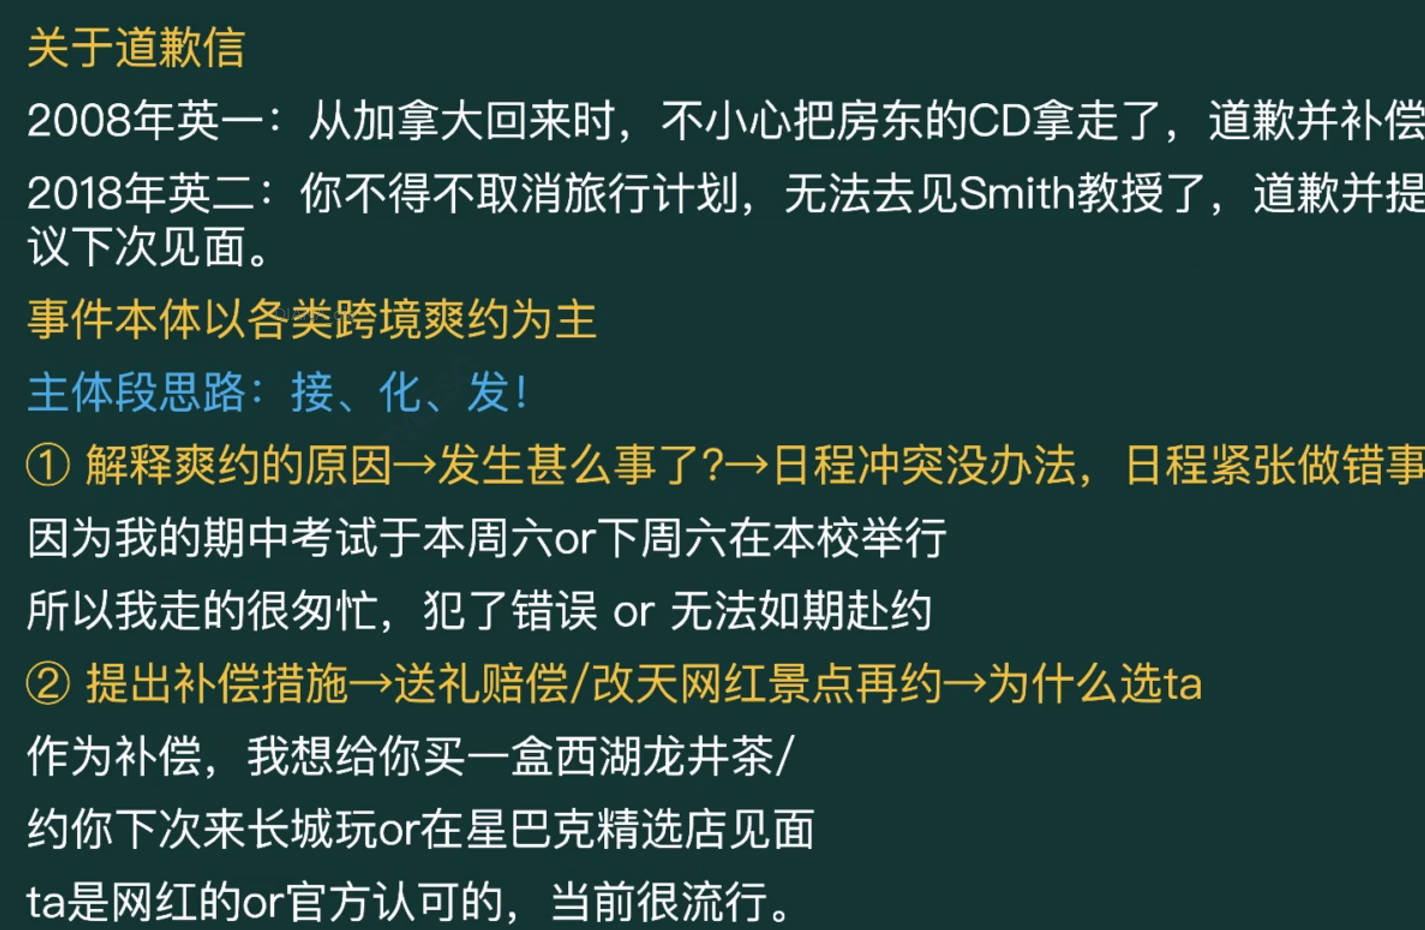 关于道歉信
2008年英一：从加拿大回来时，不小心把房东的CD拿走了，道歉并补偿
2018年英二：你不得不取消旅行计划，无法去见Smith教授了，道歉并提
议下次见面。
事件本体以各类跨境爽约为主
主体段思路：接、化、发！
① 解释爽约的原因→发生甚么事了?→日程冲突没办法，日程紧张做错事
因为我的期中考试于本周六or下周六在本校举行
所以我走的很匆忙，犯了错误 or 无法如期赴约
② 提出补偿措施→送礼赔偿/改天网红景点再约→为什么选ta
作为补偿，我想给你买一盒西湖龙井茶/
约你下次来长城玩or在星巴克精选店见面
ta是网红的or官方认可的，当前很流行。